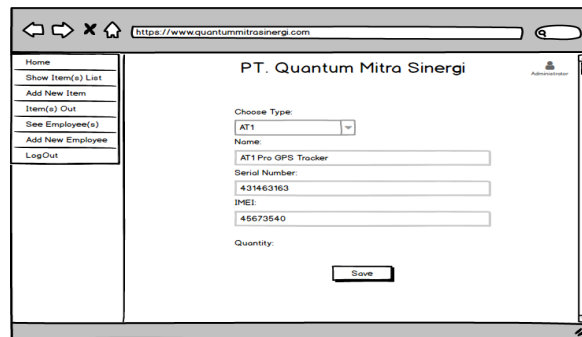 https://www.quantummitrasinergi.com
Home
Show Item(s) List
Add New Item
Item(s) Out
See Employee(s)
Add New Employee
LogOut
PT. Quantum Mitra Sinergi
Administrator
Choose Type:
AT1
Name:
AT1 Pro GPS Tracker
Serial Number:
431463163
IMEI:
45673540
Quantity:
Save